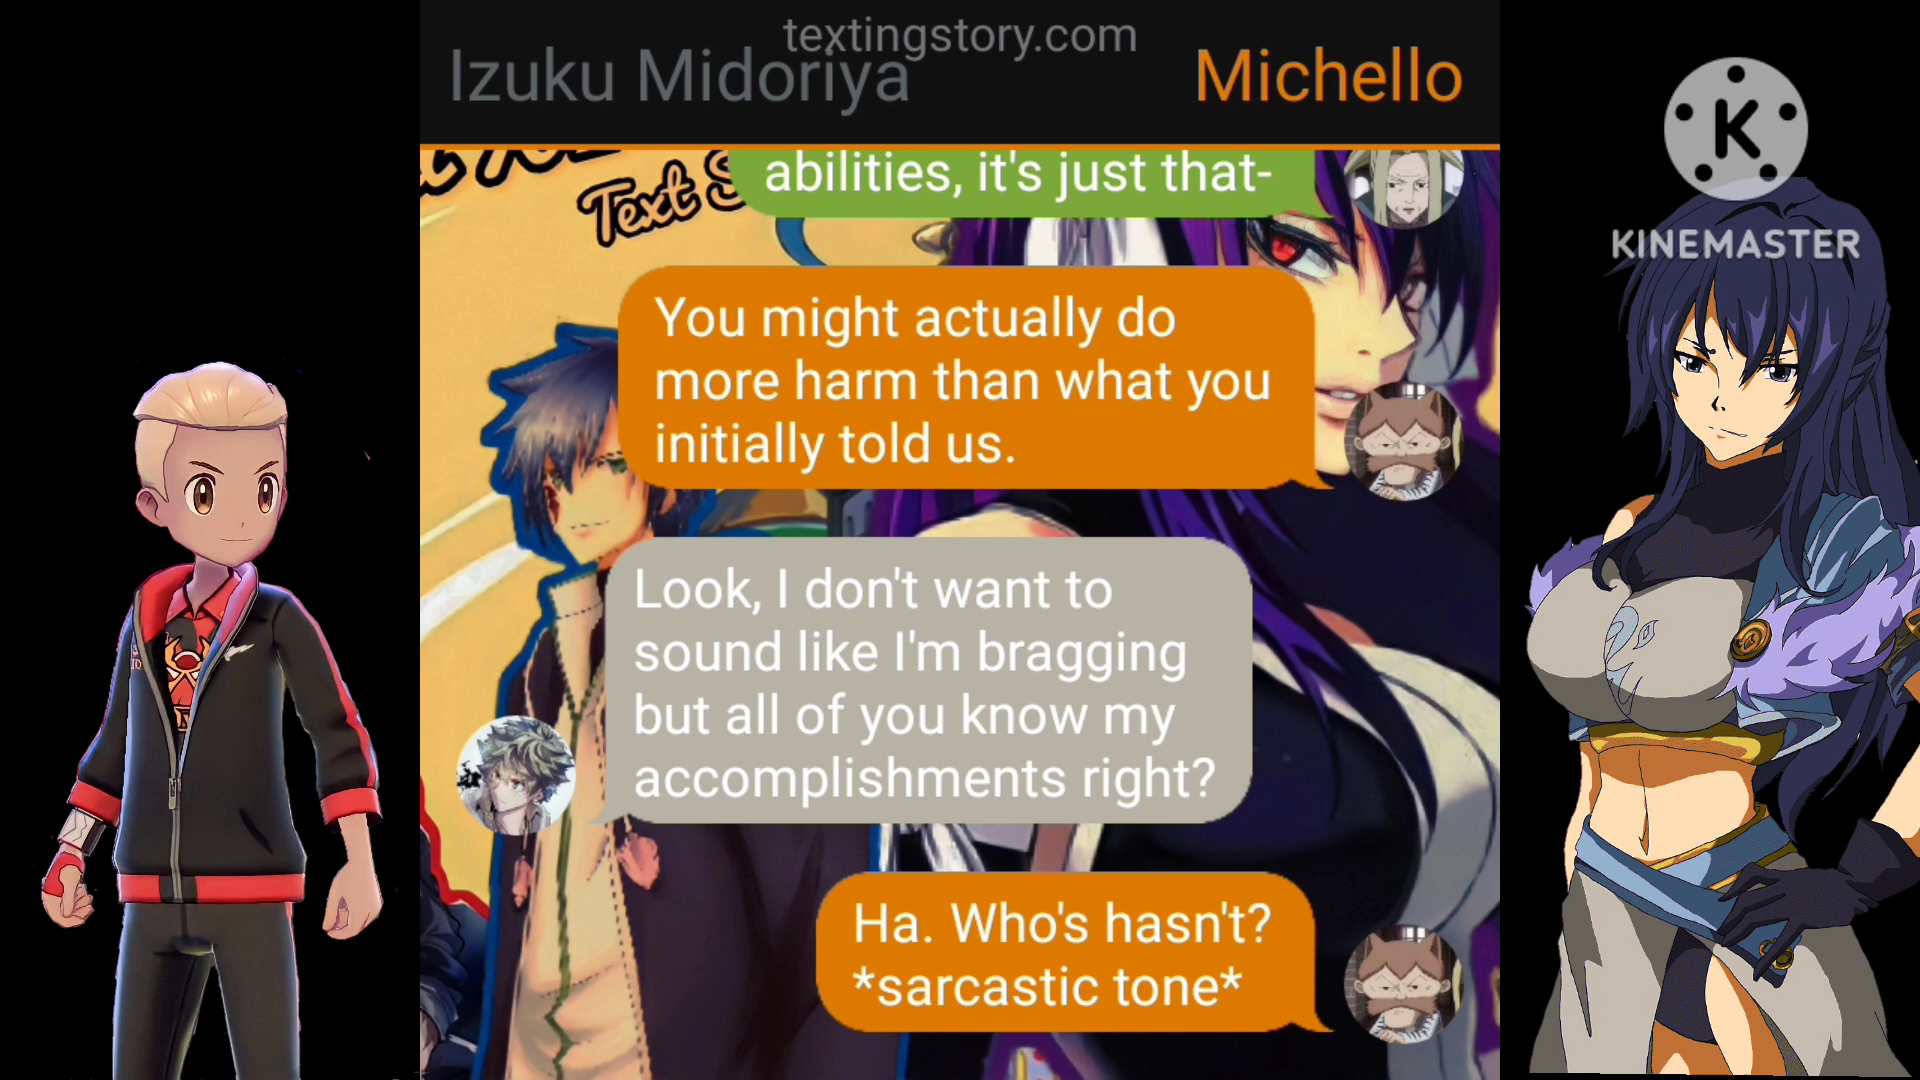 textingstory.com
Izuku Midoriya
Michello
K
KINEMASTER
Text
abilities, it's just that-
You might actually do
more harm than what you
initially told us.
Look, I don't want to
sound like I'm bragging
but all of you know my
accomplishments right?
Ha. Who's hasn't?
*sarcastic tone*